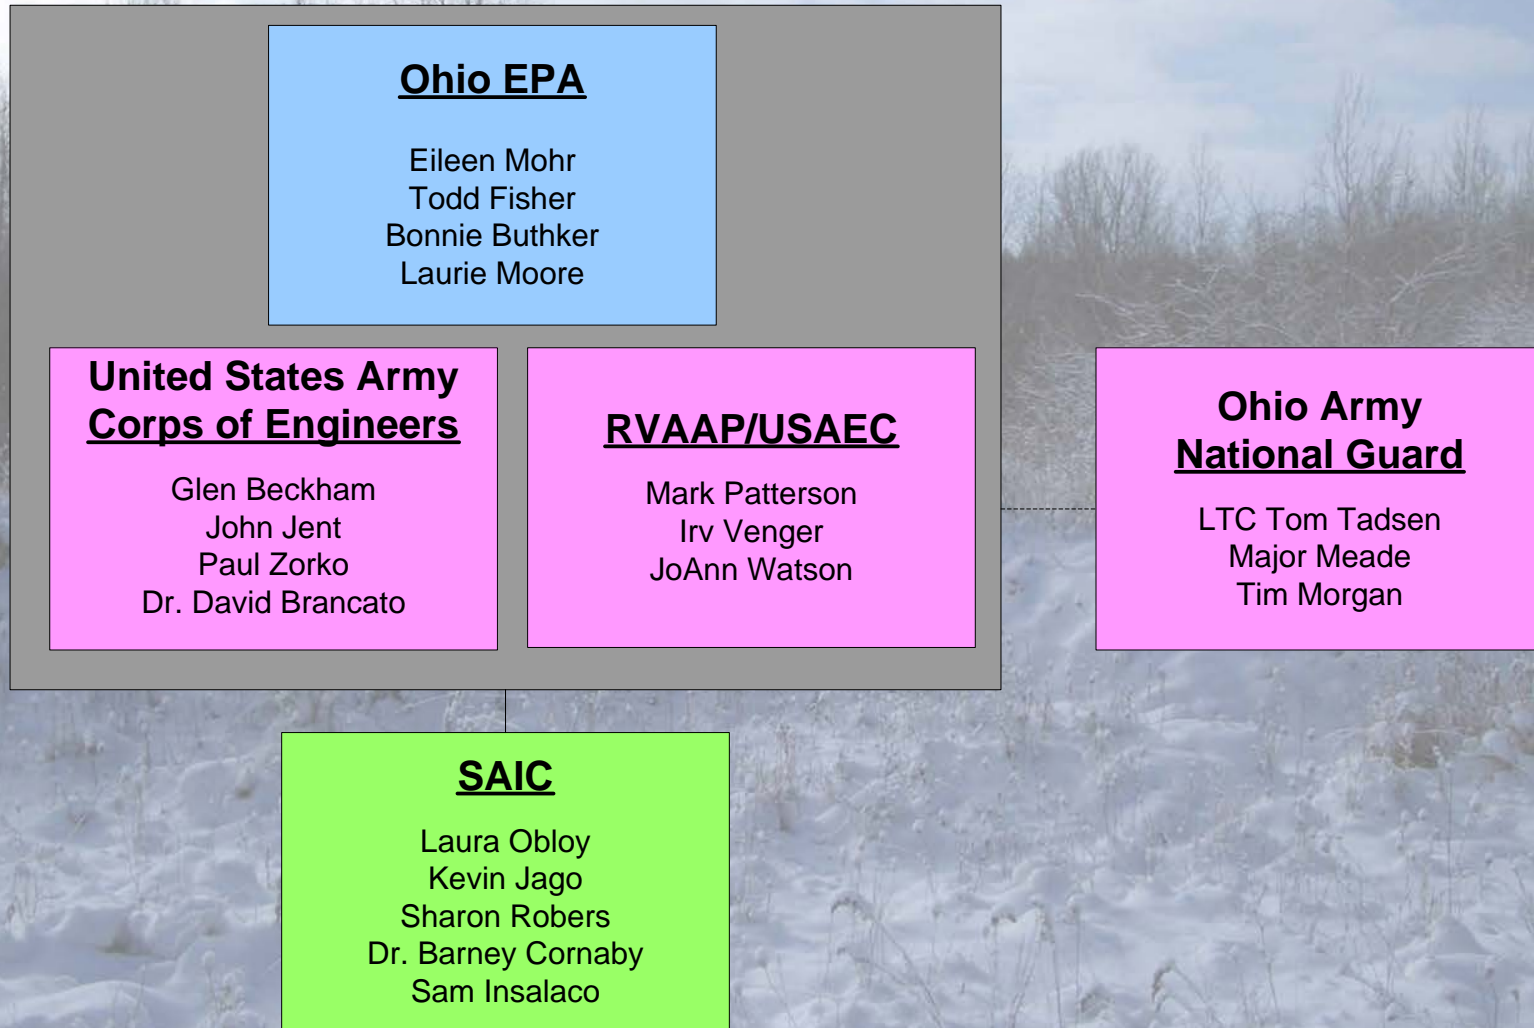 Ohio EPA
Eileen Mohr
Todd Fisher
Bonnie Buthker
Laurie Moore
United States Army
Corps of Engineers
Glen Beckham
John Jent
Paul Zorko
Dr. David Brancato
RVAAP/USAEC
Mark Patterson
Irv Venger
JoAnn Watson
Ohio Army
National Guard
LTC Tom Tadsen
Major Meade
Tim Morgan
SAIC
Laura Obloy
Kevin Jago
Sharon Robers
Dr. Barney Cornaby
Sam Insalaco